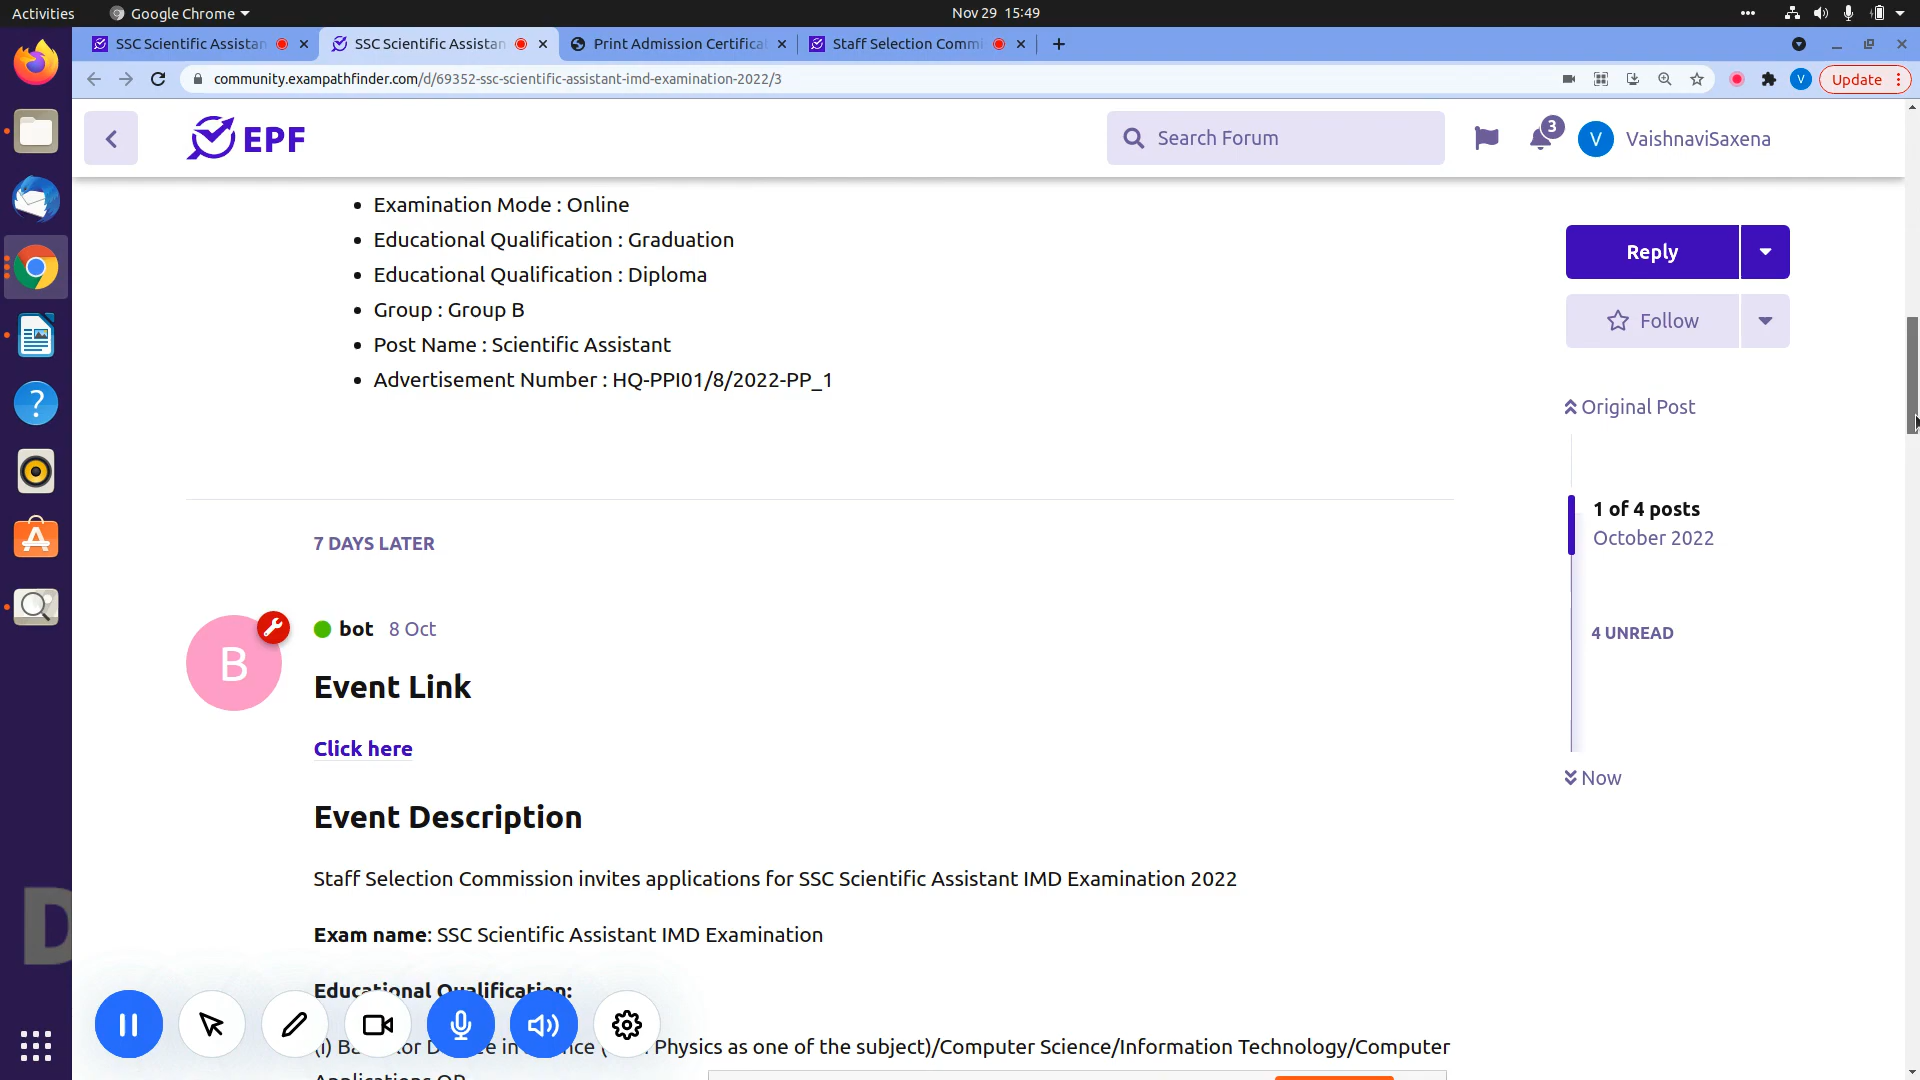 Activities
Google Chrome
Nov 29 15:49
SSC Scientific Assistan
SSC Scientific Assistan
Print Admission Certifica
Staff Selection Comm
community.exampathfinder.com/d/69352-ssc-scientific-assistant-imd-examination-2022/3
V
Update
EPF
Search Forum
3
V
VaishnaviSaxena
Examination Mode : Online
Educational Qualification : Graduation
Educational Qualification : Diploma
Group : Group B
Post Name : Scientific Assistant
Advertisement Number : HQ-PPI01/8/2022-PP_1
Reply
Follow
Original Post
1 of 4 posts
October 2022
4 UNREAD
Now
7 DAYS LATER
B
bot 8 Oct
Event Link
Click here
Event Description
Staff Selection Commission invites applications for SSC Scientific Assistant IMD Examination 2022
Exam name: SSC Scientific Assistant IMD Examination
Educational Qualification:
Physics as one of the subject)/Computer Science/Information Technology/Computer
D